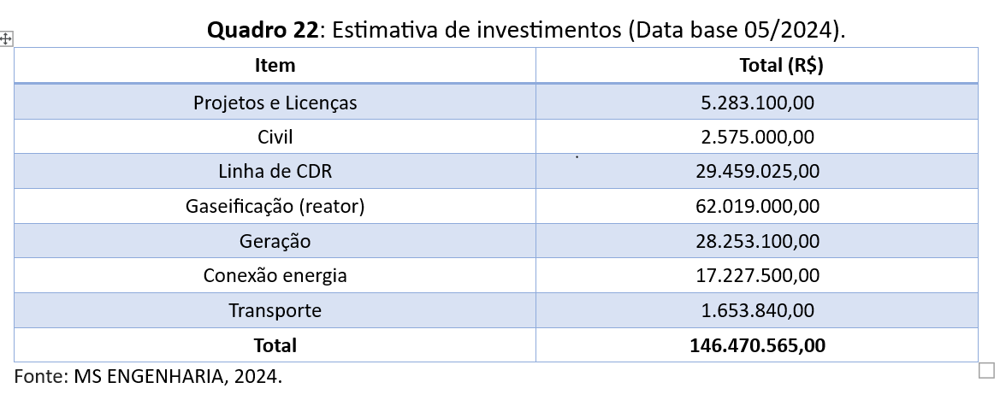 Quadro 22: Estimativa de investimentos (Data base 05/2024).
Item Total (R$)
Projetos e Licenças 5.283.100,00
Civil 2.575.000,00
Linha de CDR 29.459.025,00
Gaseificação (reator) 62.019.000,00
Geração 28.253.100,00
Conexão energia 17.227.500,00
Transporte 1.653.840,00
Total 146.470.565,00
Fonte: MS ENGENHARIA, 2024.